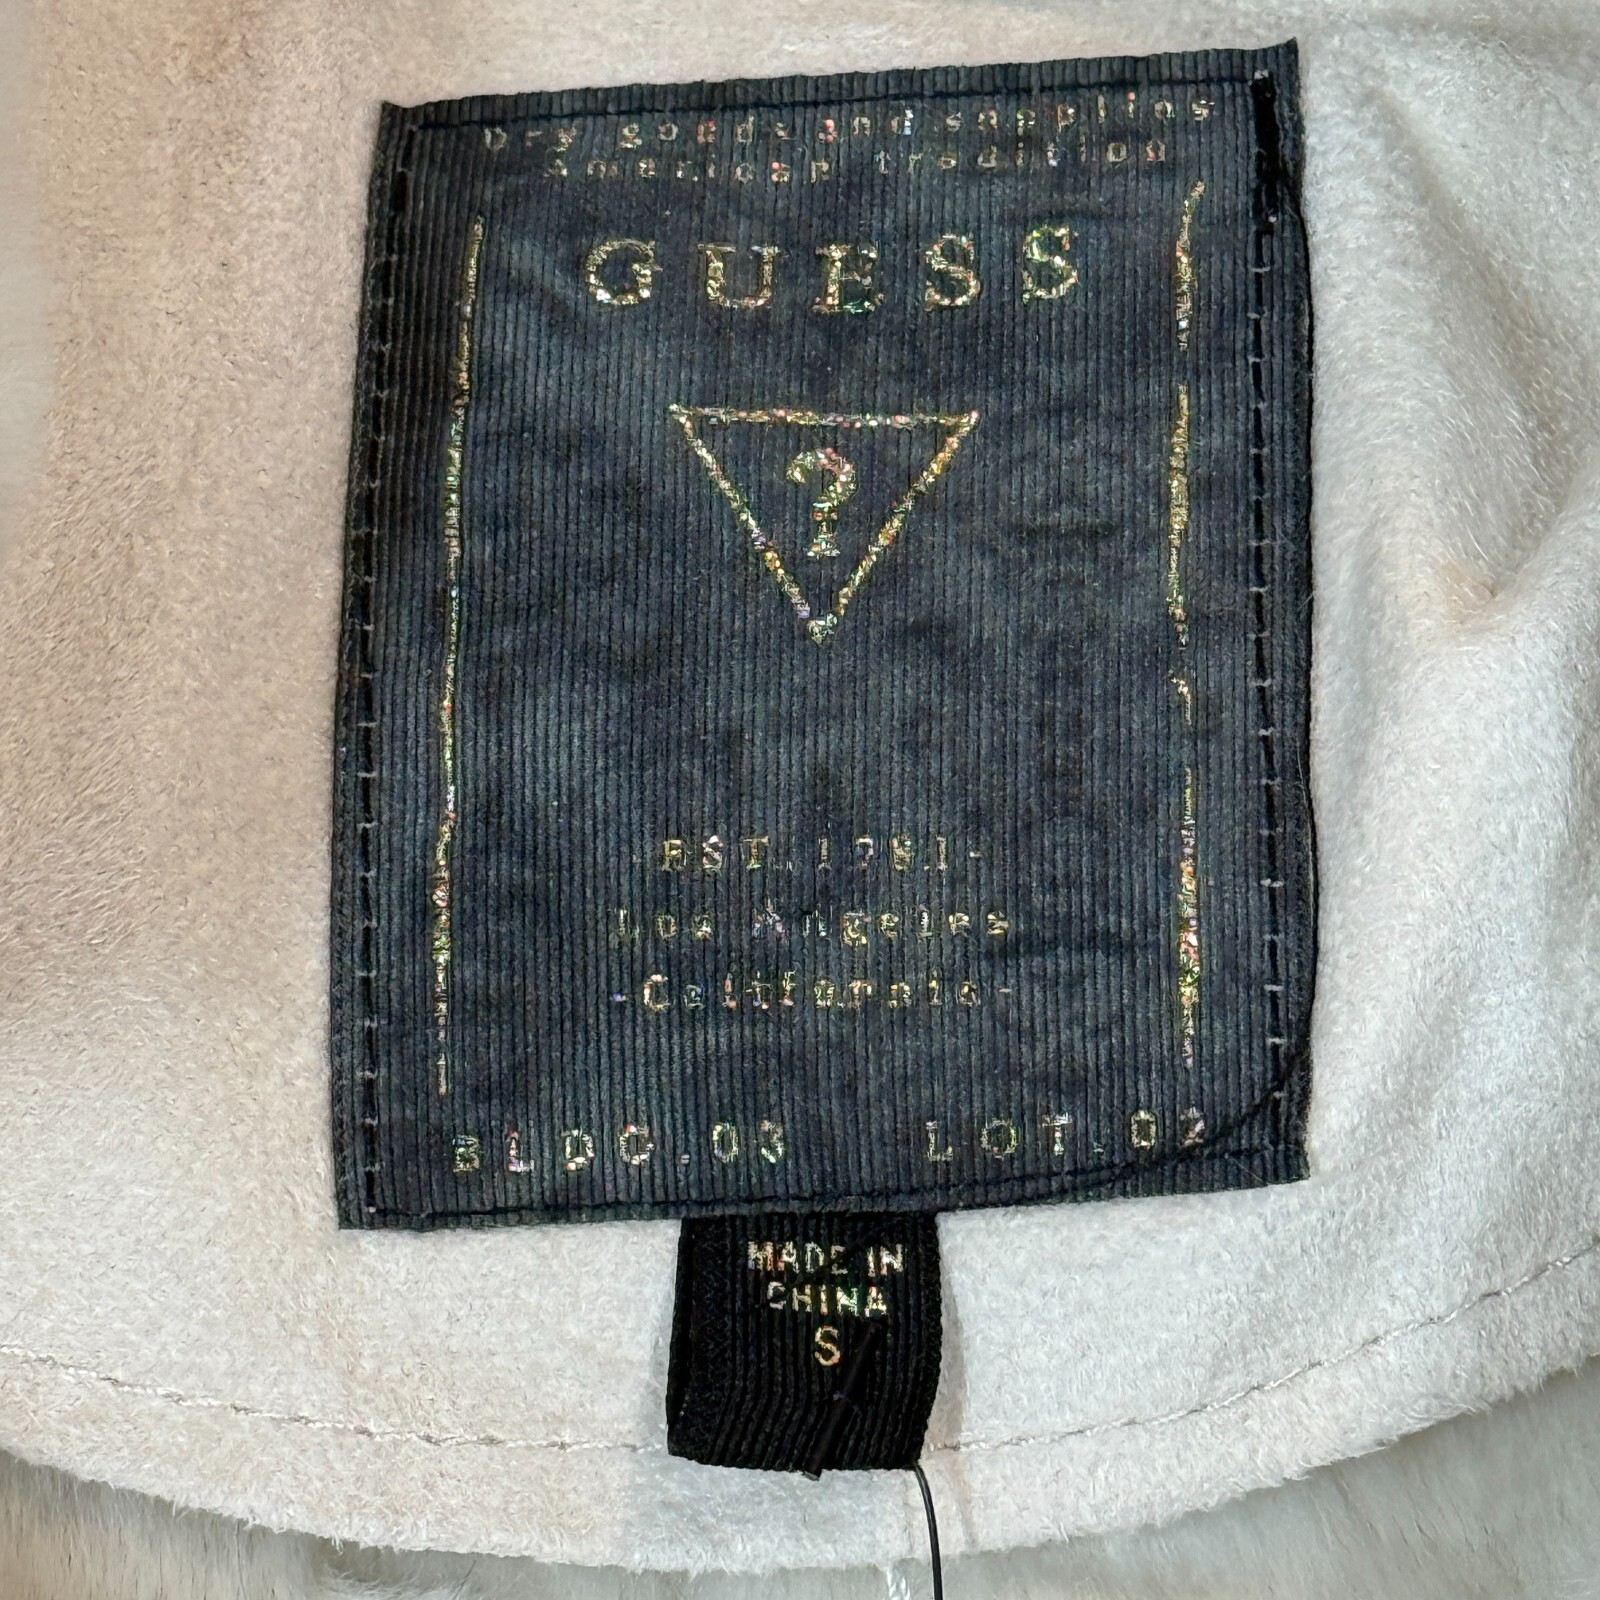 Dry goods and supplies
american tradition
GUESS
?
-EST. 1981-
Los Angeles
-California-
BLDG.03 LOT.02
MADE IN
CHINA
S